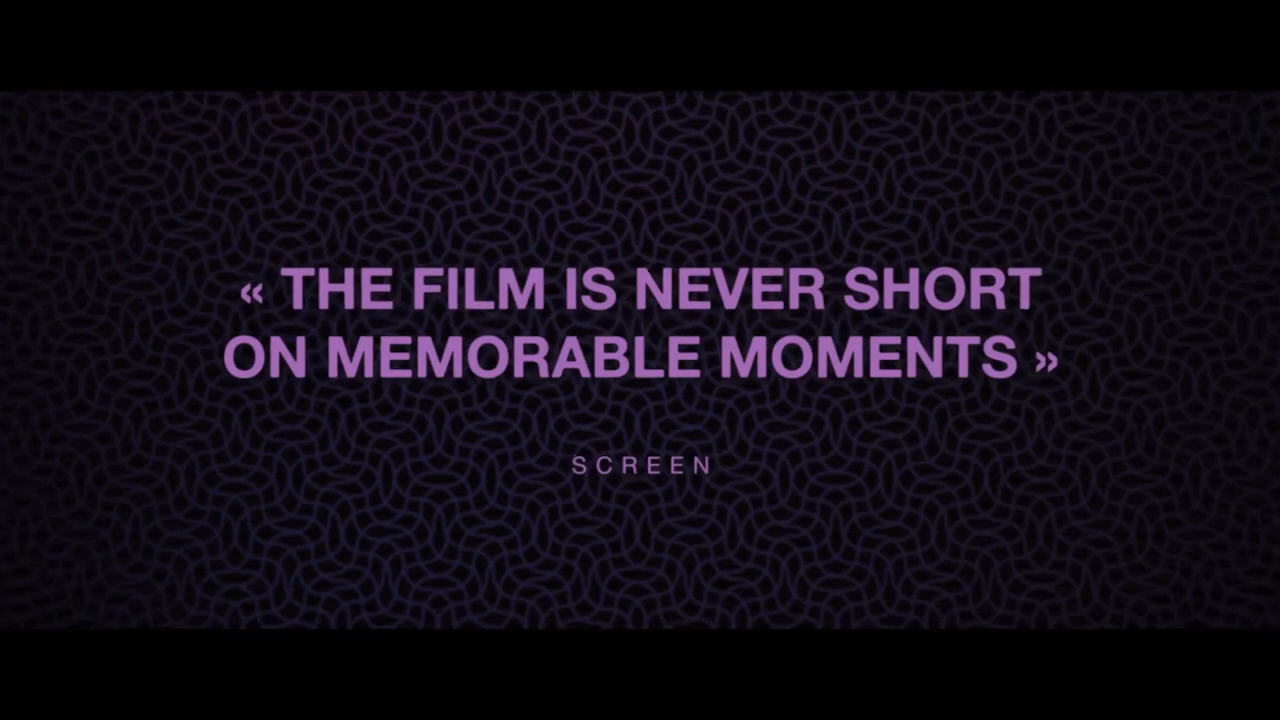 « THE FILM IS NEVER SHORT
ON MEMORABLE MOMENTS »
SCREEN